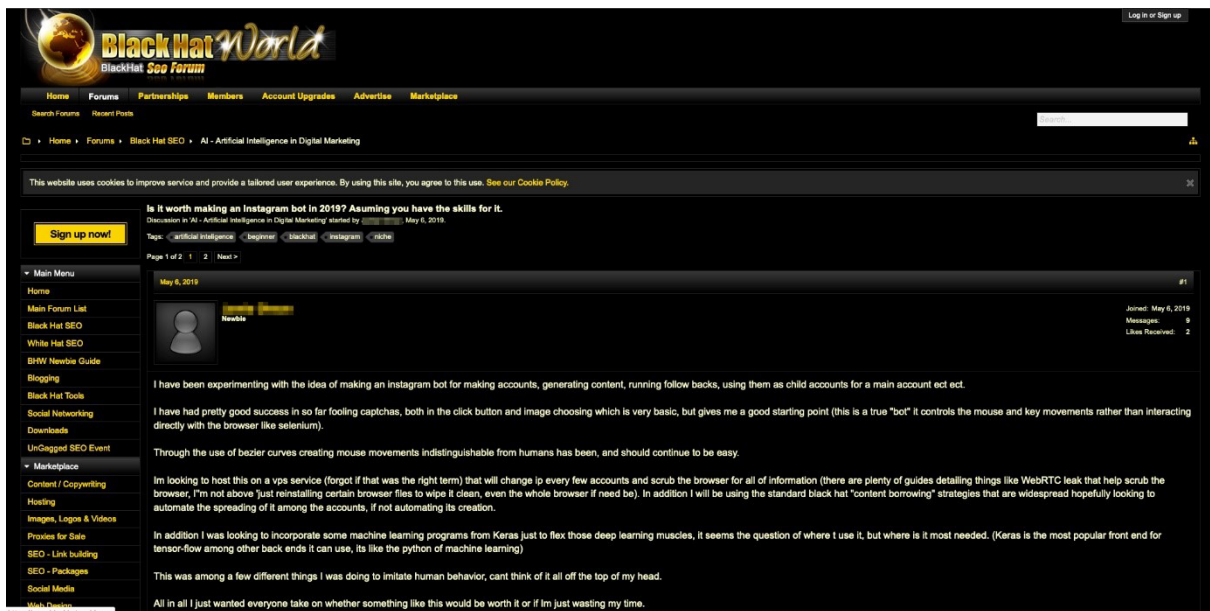 Log in or Sign up
BlackHat World
BlackHat Seo Forum
Home Forums Partnerships Members Account Upgrades Advertise Marketplace
Search Forums Recent Posts
Search...
Home Forums Black Hat SEO AI - Artificial Intelligence in Digital Marketing
This website uses cookies to improve service and provide a tailored user experience. By using this site, you agree to this use. See our Cookie Policy.
Sign up now!
Main Menu
Home
Main Forum List
Black Hat SEO
White Hat SEO
BHW Newbie Guide
Blogging
Black Hat Tools
Social Networking
Downloads
UnGagged SEO Event
Marketplace
Content / Copywriting
Hosting
Images, Logos & Videos
Proxies for Sale
SEO - Link building
SEO - Packages
Social Media
Web Design
Is it worth making an Instagram bot in 2019? Asuming you have the skills for it.
Discussion in 'AI - Artificial Intelligence in Digital Marketing' started by , May 6, 2019.
Tags: artificial inteligence beginner blackhat instagram niche
Page 1 of 2 1 2 Next >
May 6, 2019 #1
Newbie
Joined: May 6, 2019
Messages: 9
Likes Received: 2
I have been experimenting with the idea of making an instagram bot for making accounts, generating content, running follow backs, using them as child accounts for a main account ect ect.
I have had pretty good success in so far fooling captchas, both in the click button and image choosing which is very basic, but gives me a good starting point (this is a true "bot" it controls the mouse and key movements rather than interacting
directly with the browser like selenium).
Through the use of bezier curves creating mouse movements indistinguishable from humans has been, and should continue to be easy.
Im looking to host this on a vps service (forgot if that was the right term) that will change ip every few accounts and scrub the browser for all of information (there are plenty of guides detailing things like WebRTC leak that help scrub the
browser, I"m not above 'just reinstalling certain browser files to wipe it clean, even the whole browser if need be). In addition I will be using the standard black hat "content borrowing" strategies that are widespread hopefully looking to
automate the spreading of it among the accounts, if not automating its creation.
In addition I was looking to incorporate some machine learning programs from Keras just to flex those deep learning muscles, it seems the question of where t use it, but where is it most needed. (Keras is the most popular front end for
tensor-flow among other back ends it can use, its like the python of machine learning)
This was among a few different things I was doing to imitate human behavior, cant think of it all off the top of my head.
All in all I just wanted everyone take on whether something like this would be worth it or if Im just wasting my time.